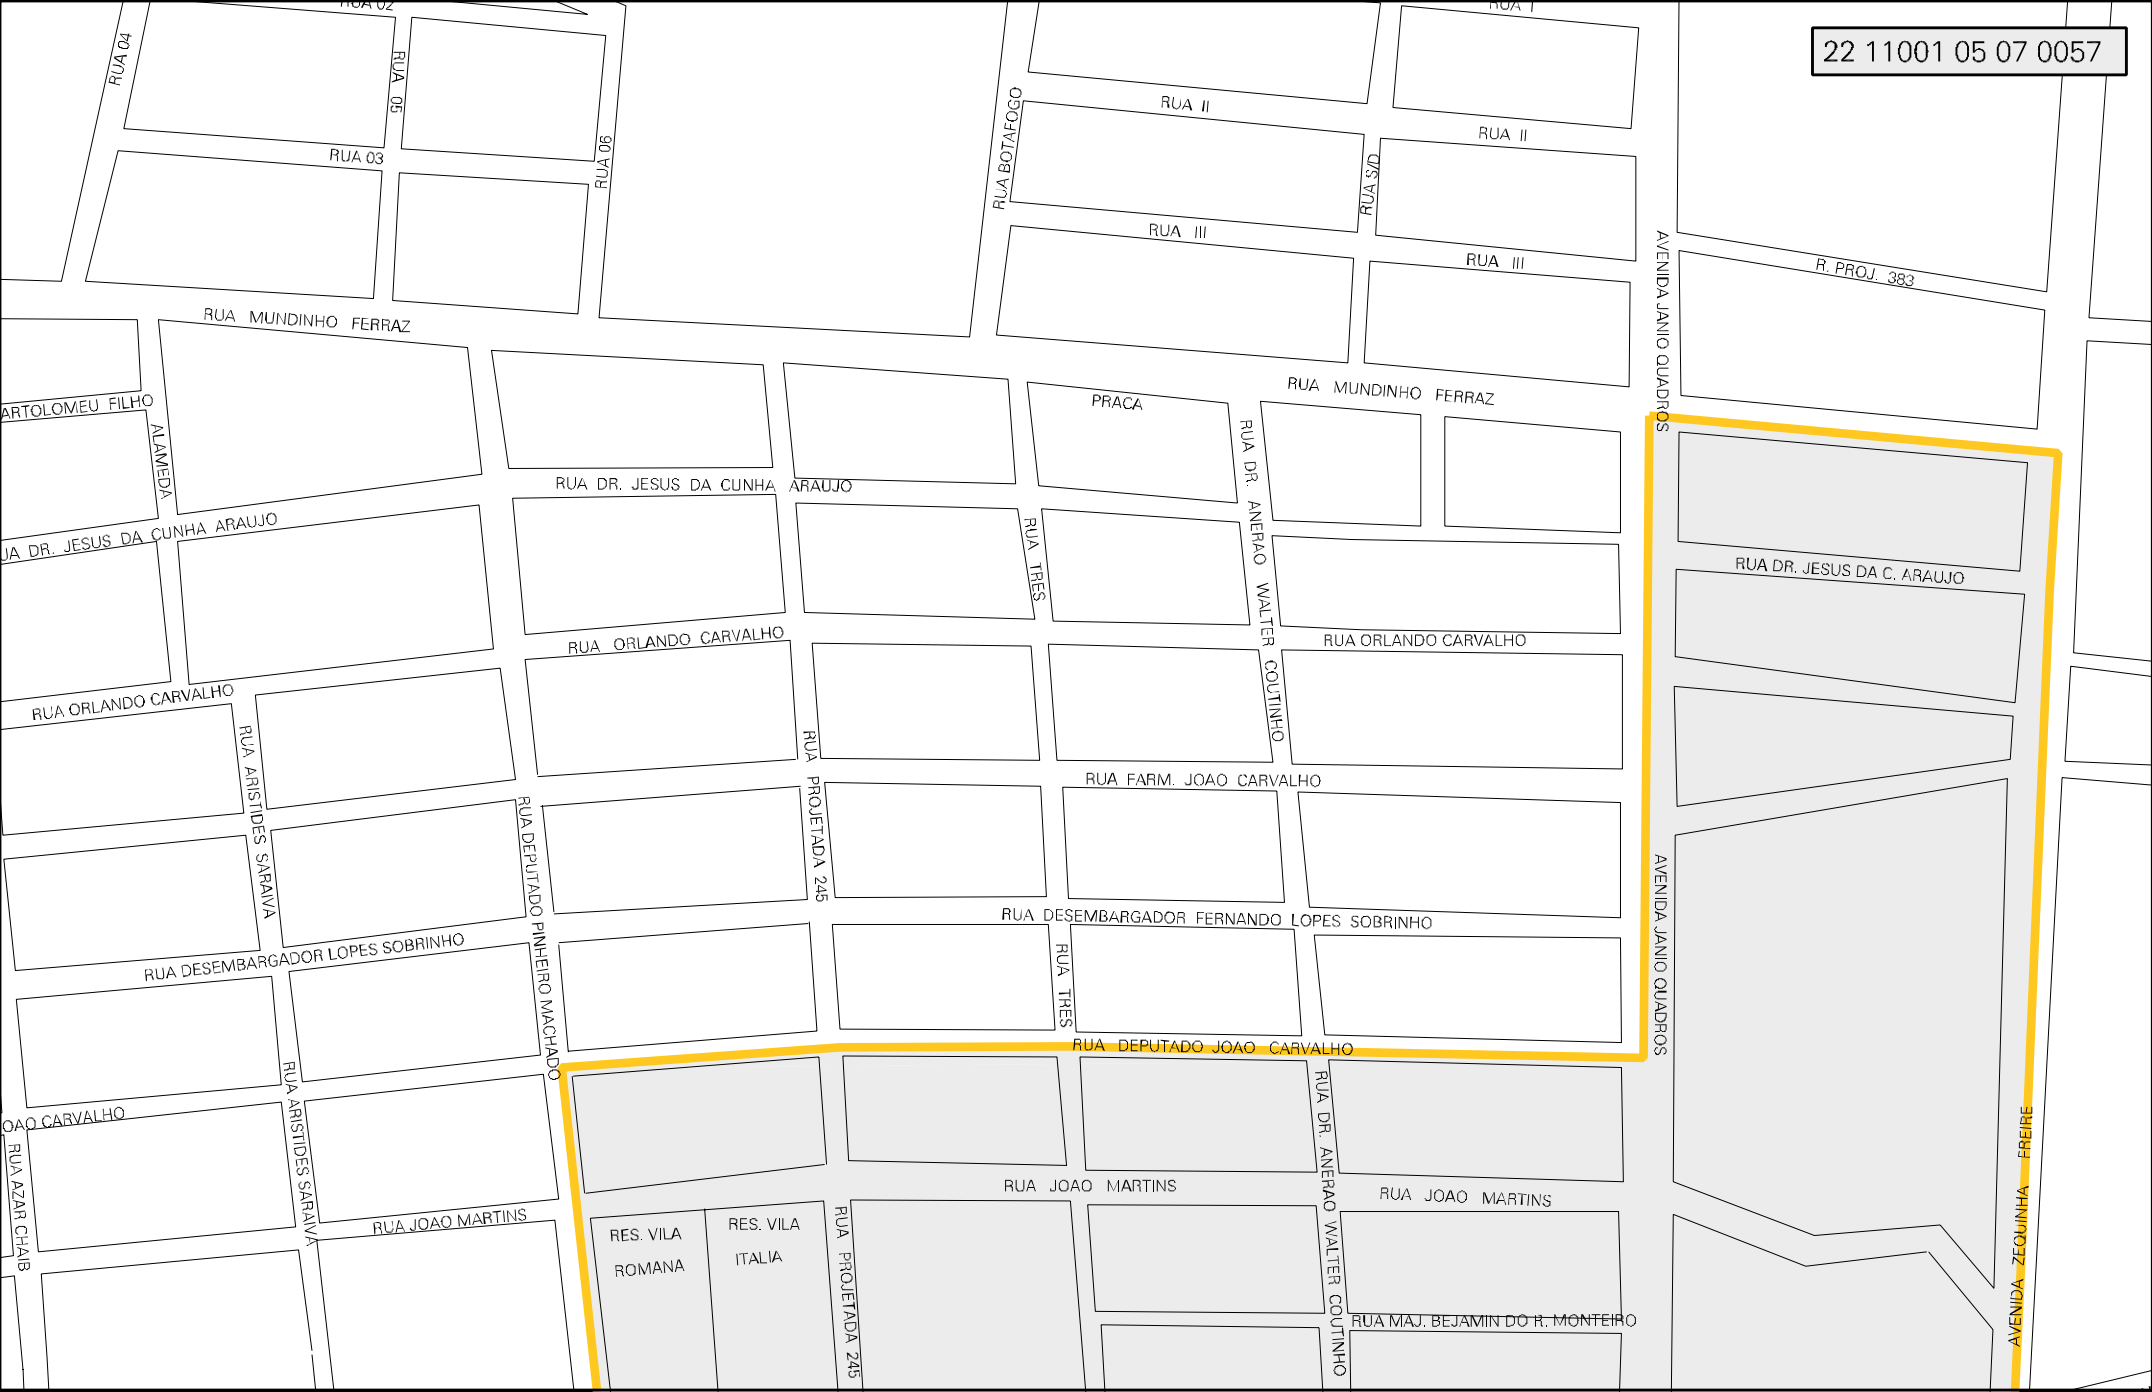 RUA 02
RUA I
RUA 04
RUA 05
22 11001 05 07 0057
RUA II
RUA II
RUA BOTAFOGO
RUA 03
RUA 06
RUA S/D
RUA III
RUA III
AVENIDA JANIO QUADROS
R. PROJ. 383
RUA MUNDINHO FERRAZ
RUA MUNDINHO FERRAZ
ARTOLOMEU FILHO
PRACA
ALAMEDA
RUA DR. ANERAO WALTER COUTINHO
RUA DR. JESUS DA CUNHA ARAUJO
UA DR. JESUS DA CUNHA ARAUJO
RUA TRES
RUA DR. JESUS DA C. ARAUJO
RUA ORLANDO CARVALHO
RUA ORLANDO CARVALHO
RUA ORLANDO CARVALHO
RUA ARISTIDES SARAIVA
RUA PROJETADA 245
RUA FARM. JOAO CARVALHO
RUA DEPUTADO PINHEIRO MACHADO
AVENIDA JANIO QUADROS
RUA DESEMBARGADOR FERNANDO LOPES SOBRINHO
RUA DESEMBARGADOR LOPES SOBRINHO
RUA TRES
RUA DEPUTADO JOAO CARVALHO
RUA ARISTIDES SARAIVA
RUA DR. ANERAO WALTER COUTINHO
OAO CARVALHO
AVENIDA ZEQUINHA FREIRE
RUA AZAR CHAIB
RUA JOAO MARTINS
RUA JOAO MARTINS
RUA JOAO MARTINS
RES. VILA
ROMANA
RES. VILA
ITALIA
RUA PROJETADA 245
RUA MAJ. BEJAMIN DO R. MONTEIRO